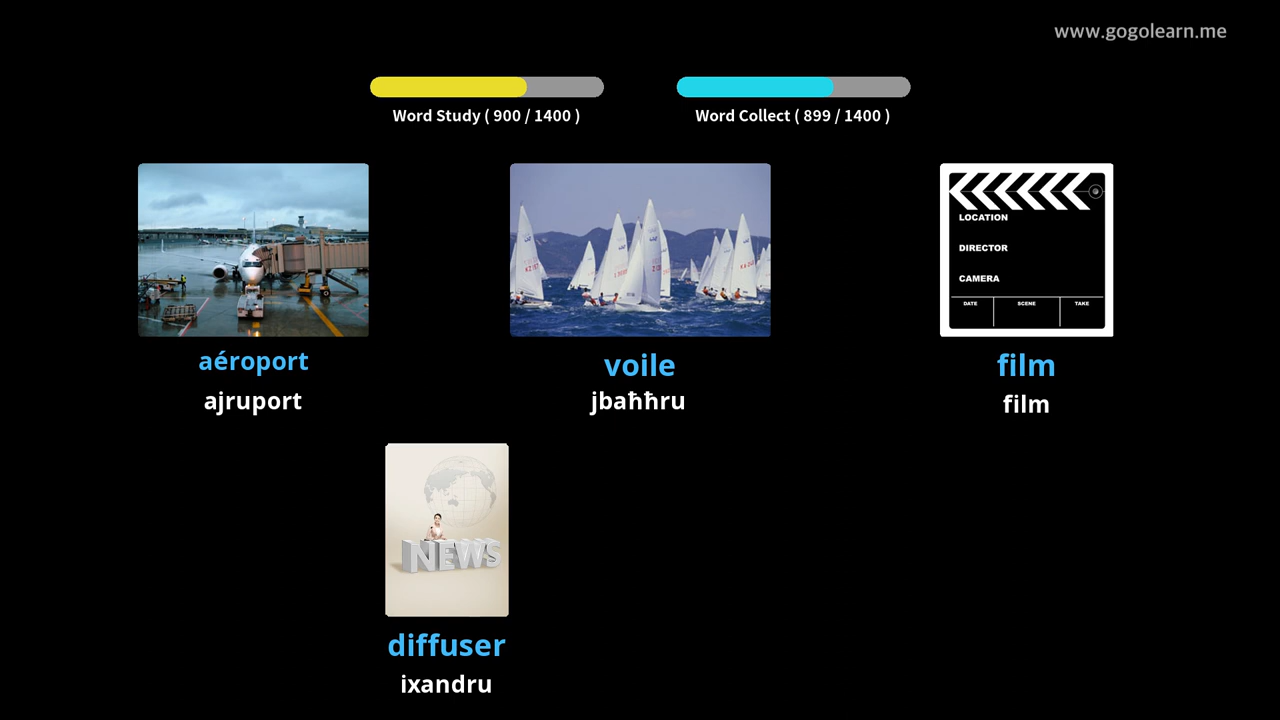 www.gogolearn.me
Word Study ( 900 / 1400 )
Word Collect ( 899 / 1400 )
LOCATION
DIRECTOR
CAMERA
DATE SCENE TAKE
aéroport
ajruport
voile
jbaħħru
film
film
NEWS
diffuser
ixandru